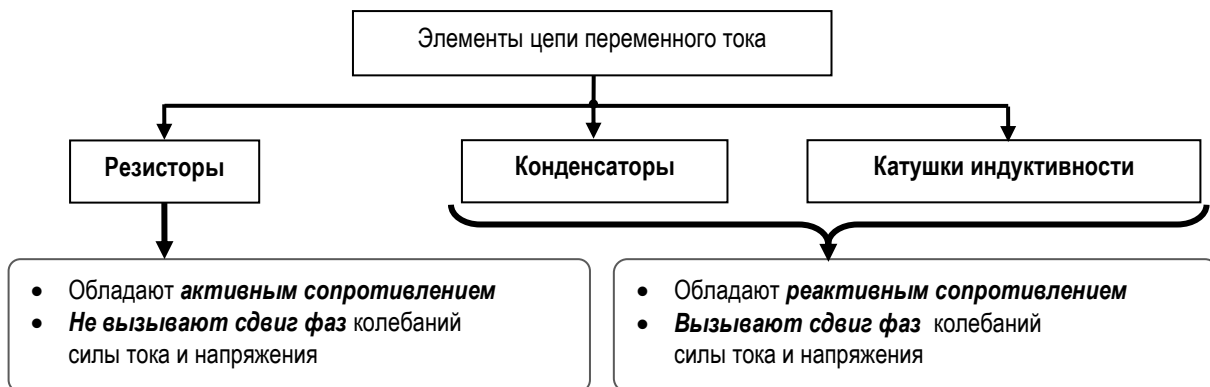 Элементы цепи переменного тока
Резисторы
Конденсаторы
Катушки индуктивности
• Обладают активным сопротивлением
• Не вызывают сдвиг фаз колебаний
силы тока и напряжения
• Обладают реактивным сопротивлением
• Вызывают сдвиг фаз колебаний
силы тока и напряжения